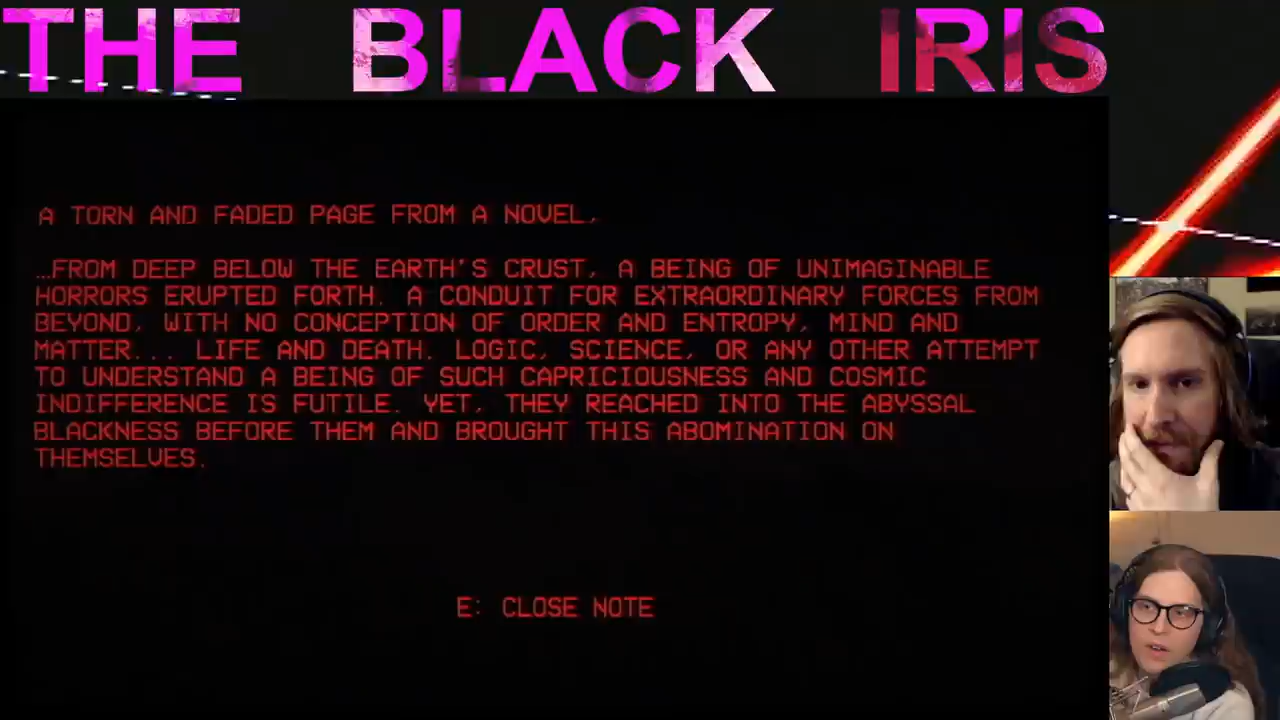 THE BLACK IRIS
A TORN AND FADED PAGE FROM A NOVEL,
...FROM DEEP BELOW THE EARTH'S CRUST, A BEING OF UNIMAGINABLE
HORRORS ERUPTED FORTH. A CONDUIT FOR EXTRAORDINARY FORCES FROM
BEYOND, WITH NO CONCEPTION OF ORDER AND ENTROPY, MIND AND
MATTER... LIFE AND DEATH. LOGIC, SCIENCE, OR ANY OTHER ATTEMPT
TO UNDERSTAND A BEING OF SUCH CAPRICIOUSNESS AND COSMIC
INDIFFERENCE IS FUTILE. YET, THEY REACHED INTO THE ABYSSAL
BLACKNESS BEFORE THEM AND BROUGHT THIS ABOMINATION ON
THEMSELVES.
E: CLOSE NOTE